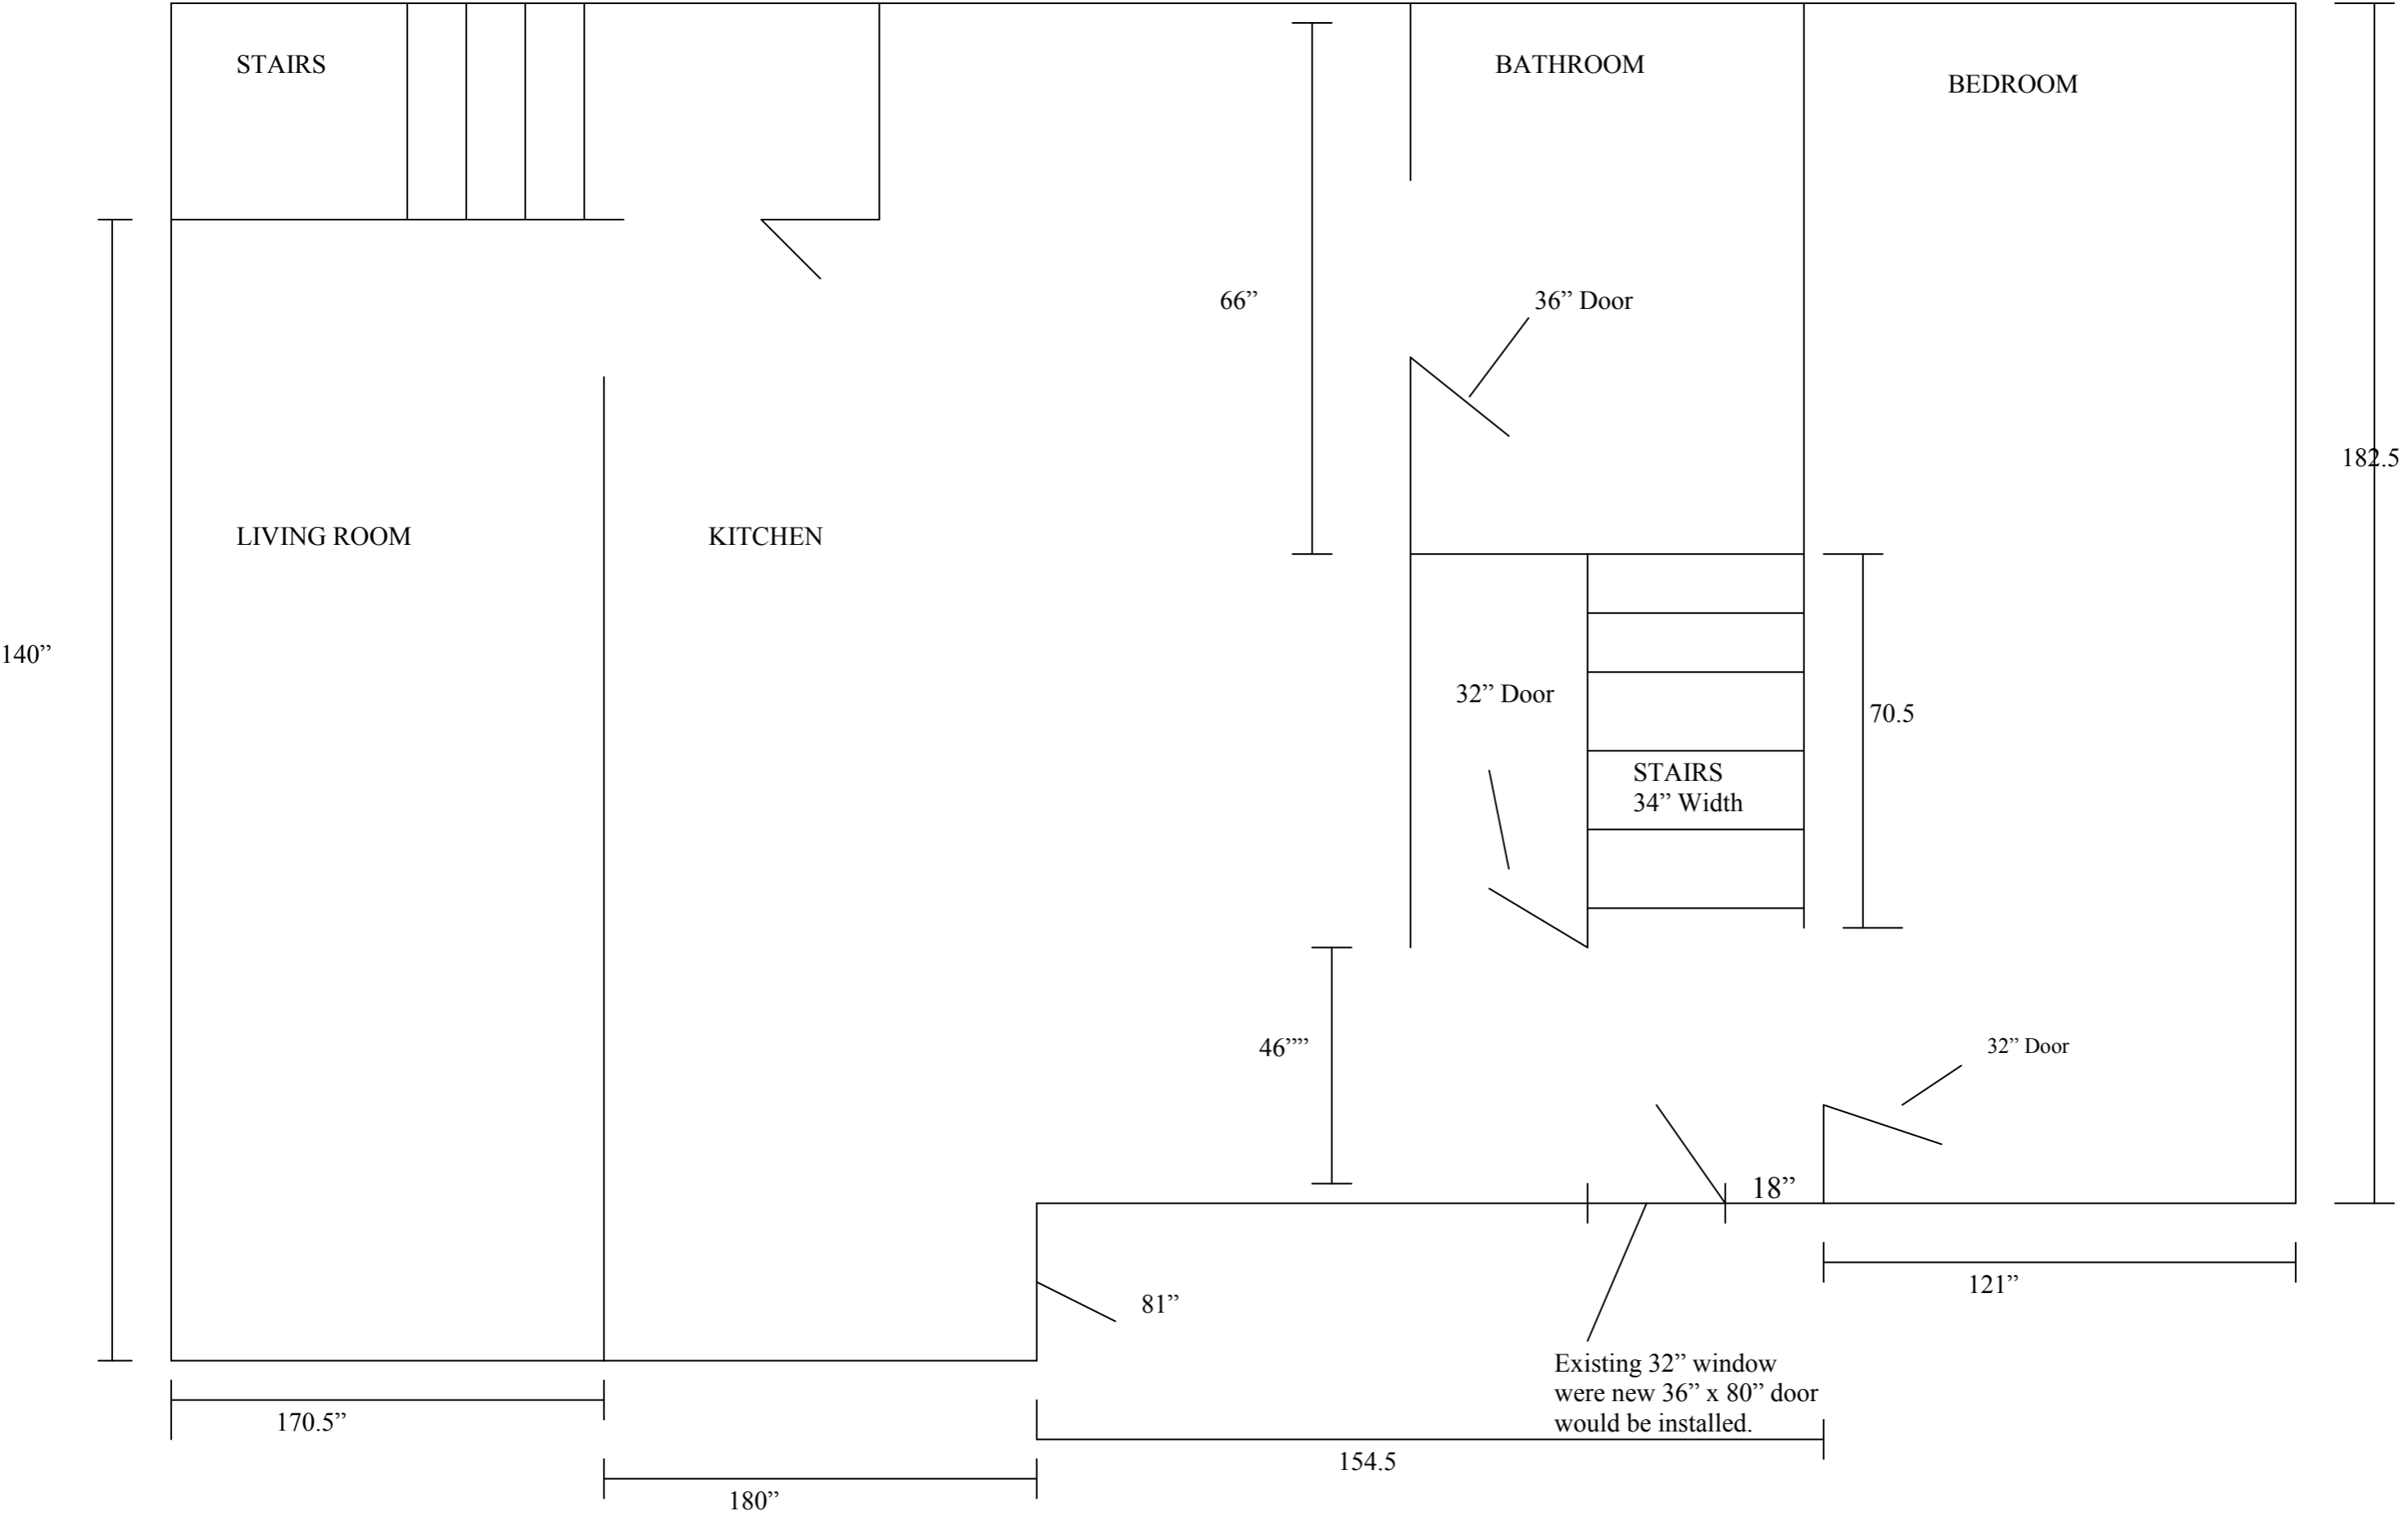 STAIRS
BATHROOM
BEDROOM
66”
36” Door
182.5
LIVING ROOM
KITCHEN
140”
32” Door
70.5
STAIRS
34” Width
46””
32” Door
18”
121”
81”
Existing 32” window
were new 36” x 80” door
would be installed.
170.5”
154.5
180”